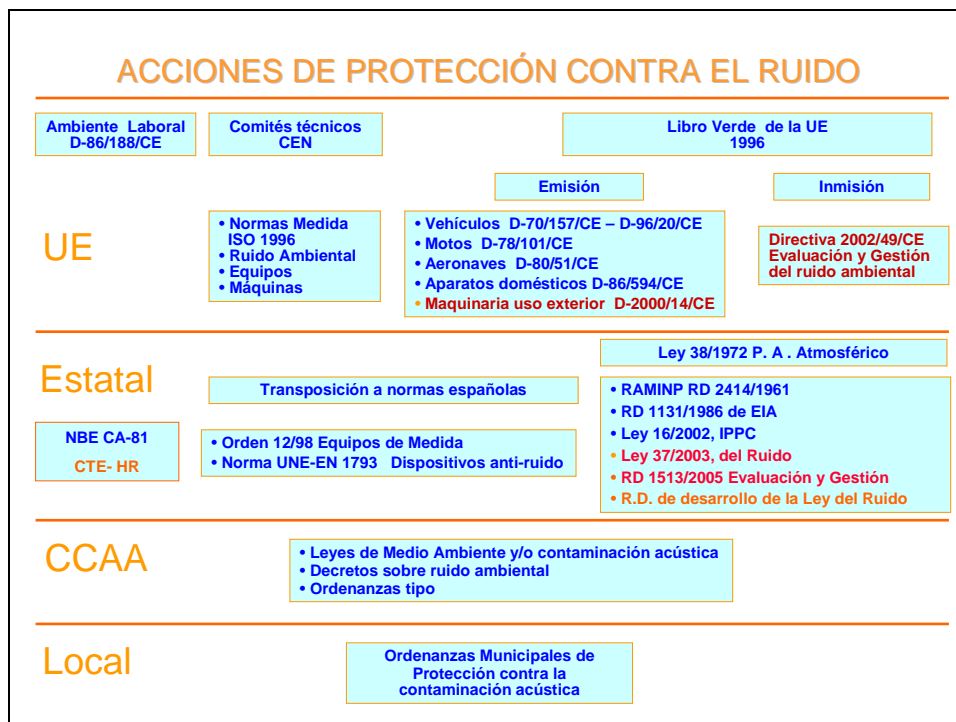 ACCIONES DE PROTECCIÓN CONTRA EL RUIDO
Ambiente Laboral
D-86/188/CE
Comités técnicos
CEN
Libro Verde de la UE
1996
Emisión
Inmisión
UE
• Normas Medida
ISO 1996
• Ruido Ambiental
• Equipos
• Máquinas
• Vehículos D-70/157/CE – D-96/20/CE
• Motos D-78/101/CE
• Aeronaves D-80/51/CE
• Aparatos domésticos D-86/594/CE
• Maquinaria uso exterior D-2000/14/CE
Directiva 2002/49/CE
Evaluación y Gestión
del ruido ambiental
Estatal
Ley 38/1972 P. A . Atmosférico
Transposición a normas españolas
NBE CA-81
CTE- HR
• Orden 12/98 Equipos de Medida
• Norma UNE-EN 1793 Dispositivos anti-ruido
• RAMINP RD 2414/1961
• RD 1131/1986 de EIA
• Ley 16/2002, IPPC
• Ley 37/2003, del Ruido
• RD 1513/2005 Evaluación y Gestión
• R.D. de desarrollo de la Ley del Ruido
CCAA
• Leyes de Medio Ambiente y/o contaminación acústica
• Decretos sobre ruido ambiental
• Ordenanzas tipo
Local
Ordenanzas Municipales de
Protección contra la
contaminación acústica